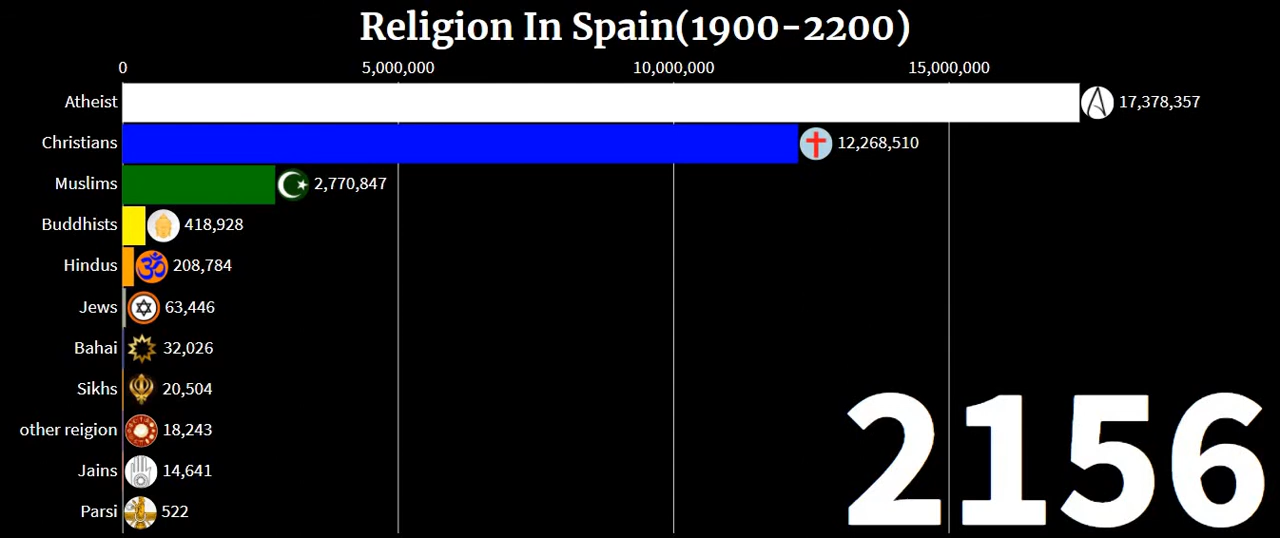 Religion In Spain(1900-2200)
0 5,000,000 10,000,000 15,000,000
Atheist 17,378,357
Christians 12,268,510
Muslims 2,770,847
Buddhists 418,928
Hindus 208,784
Jews 63,446
Bahai 32,026
Sikhs 20,504
other reigion 18,243
Jains 14,641
Parsi 522
2156